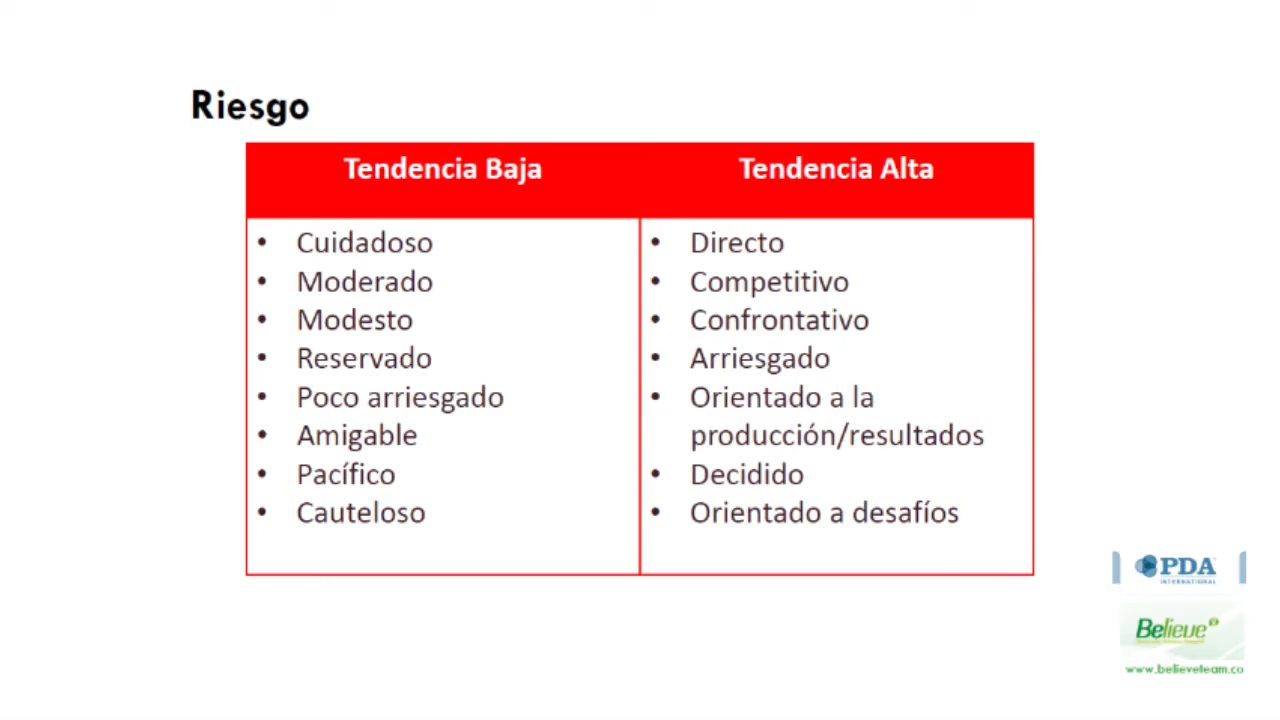 Riesgo
Tendencia Baja
Tendencia Alta
• Cuidadoso
• Moderado
• Modesto
• Reservado
• Poco arriesgado
• Amigable
• Pacífico
• Cauteloso
• Directo
• Competitivo
• Confrontativo
• Arriesgado
• Orientado a la
producción/resultados
• Decidido
• Orientado a desafíos
PDA
INTERNATIONAL
Believe
www.believeteam.co